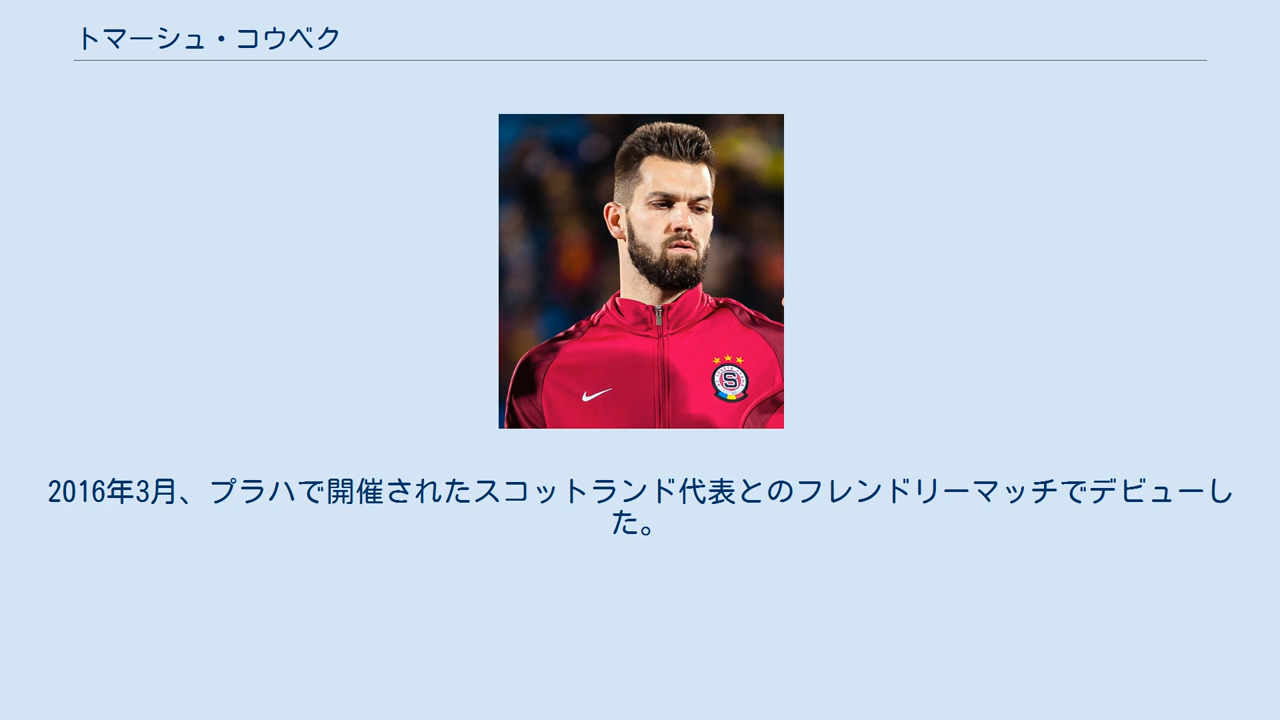 トマーシュ・コウベク
S
2016年3月、プラハで開催されたスコットランド代表とのフレンドリーマッチでデビューし
た。